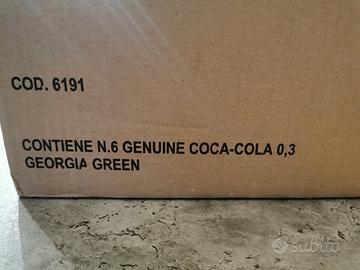 COD. 6191
CONTIENE N.6 GENUINE COCA-COLA 0,3
GEORGIA GREEN
subito